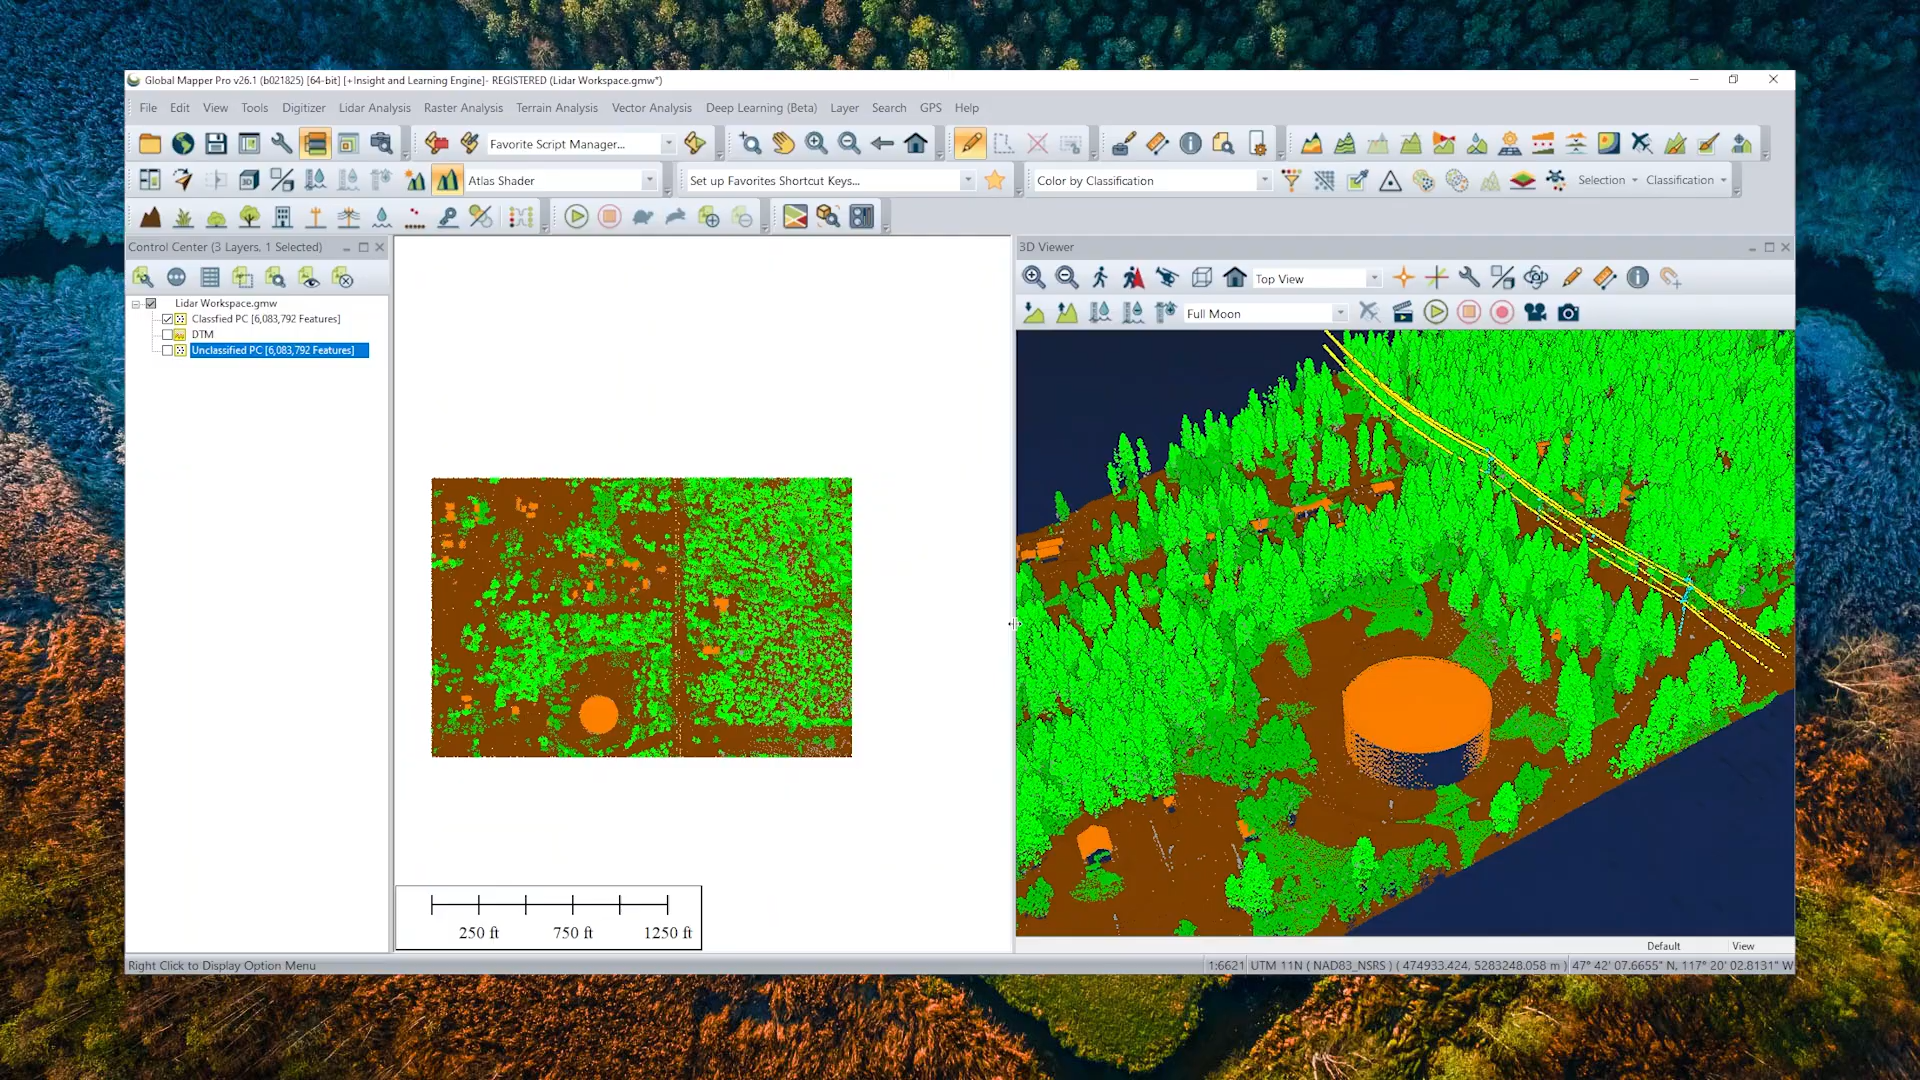 Global Mapper Pro v26.1 (b021825) [64-bit] [+Insight and Learning Engine]- REGISTERED (Lidar Workspace.gmw*)
File Edit View Tools Digitizer Lidar Analysis Raster Analysis Terrain Analysis Vector Analysis Deep Learning (Beta) Layer Search GPS Help
Favorite Script Manager...
Atlas Shader
Set up Favorites Shortcut Keys...
Color by Classification
Selection
Classification
Control Center (3 Layers, 1 Selected)
Lidar Workspace.gmw
Classfied PC [6,083,792 Features]
DTM
Unclassified PC [6,083,792 Features]
250 ft 750 ft 1250 ft
3D Viewer
Top View
Full Moon
Default View
Right Click to Display Option Menu
1:6621 UTM 11N ( NAD83_NSRS ) ( 474933.424, 5283248.058 m ) 47° 42' 07.6655" N, 117° 20' 02.8131" W